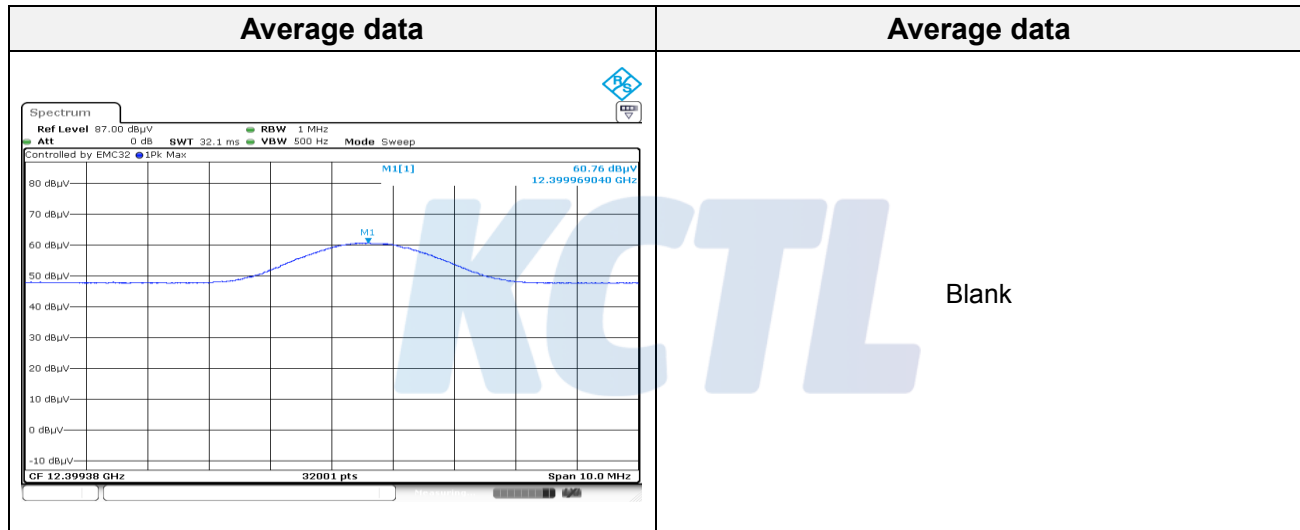 Average data
Average data
R&S
Spectrum
Ref Level 87.00 dBµV RBW 1 MHz
Att 0 dB SWT 32.1 ms VBW 500 Hz Mode Sweep
Controlled by EMC32 1Pk Max
M1[1] 60.76 dBµV
12.399969040 GHz
80 dBµV
70 dBµV
M1
60 dBµV
50 dBµV
40 dBµV
30 dBµV
20 dBµV
10 dBµV
0 dBµV
-10 dBµV
CF 12.39938 GHz 32001 pts Span 10.0 MHz
Measuring
Blank
KCTL